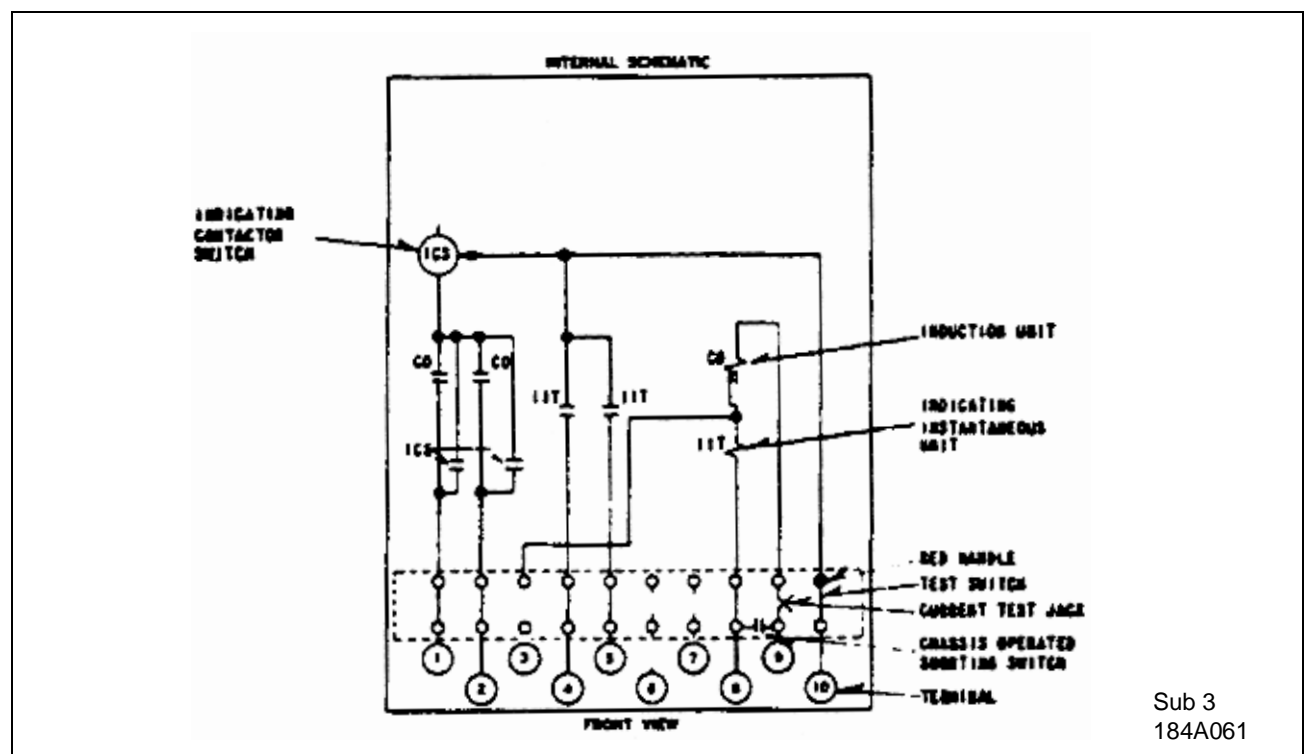 INTERNAL SCHEMATIC
INDICATING
CONTACTOR
SWITCH
ICS
CO
CO
IIT
IIT
ICS
CO
IIT
INDUCTION UNIT
INDICATING
INSTANTANEOUS
UNIT
RED HANDLE
TEST SWITCH
CURRENT TEST JACK
CHASSIS OPERATED
SHORTING SWITCH
TERMINAL
1
3
5
7
9
2
4
6
8
10
FRONT VIEW
Sub 3
184A061